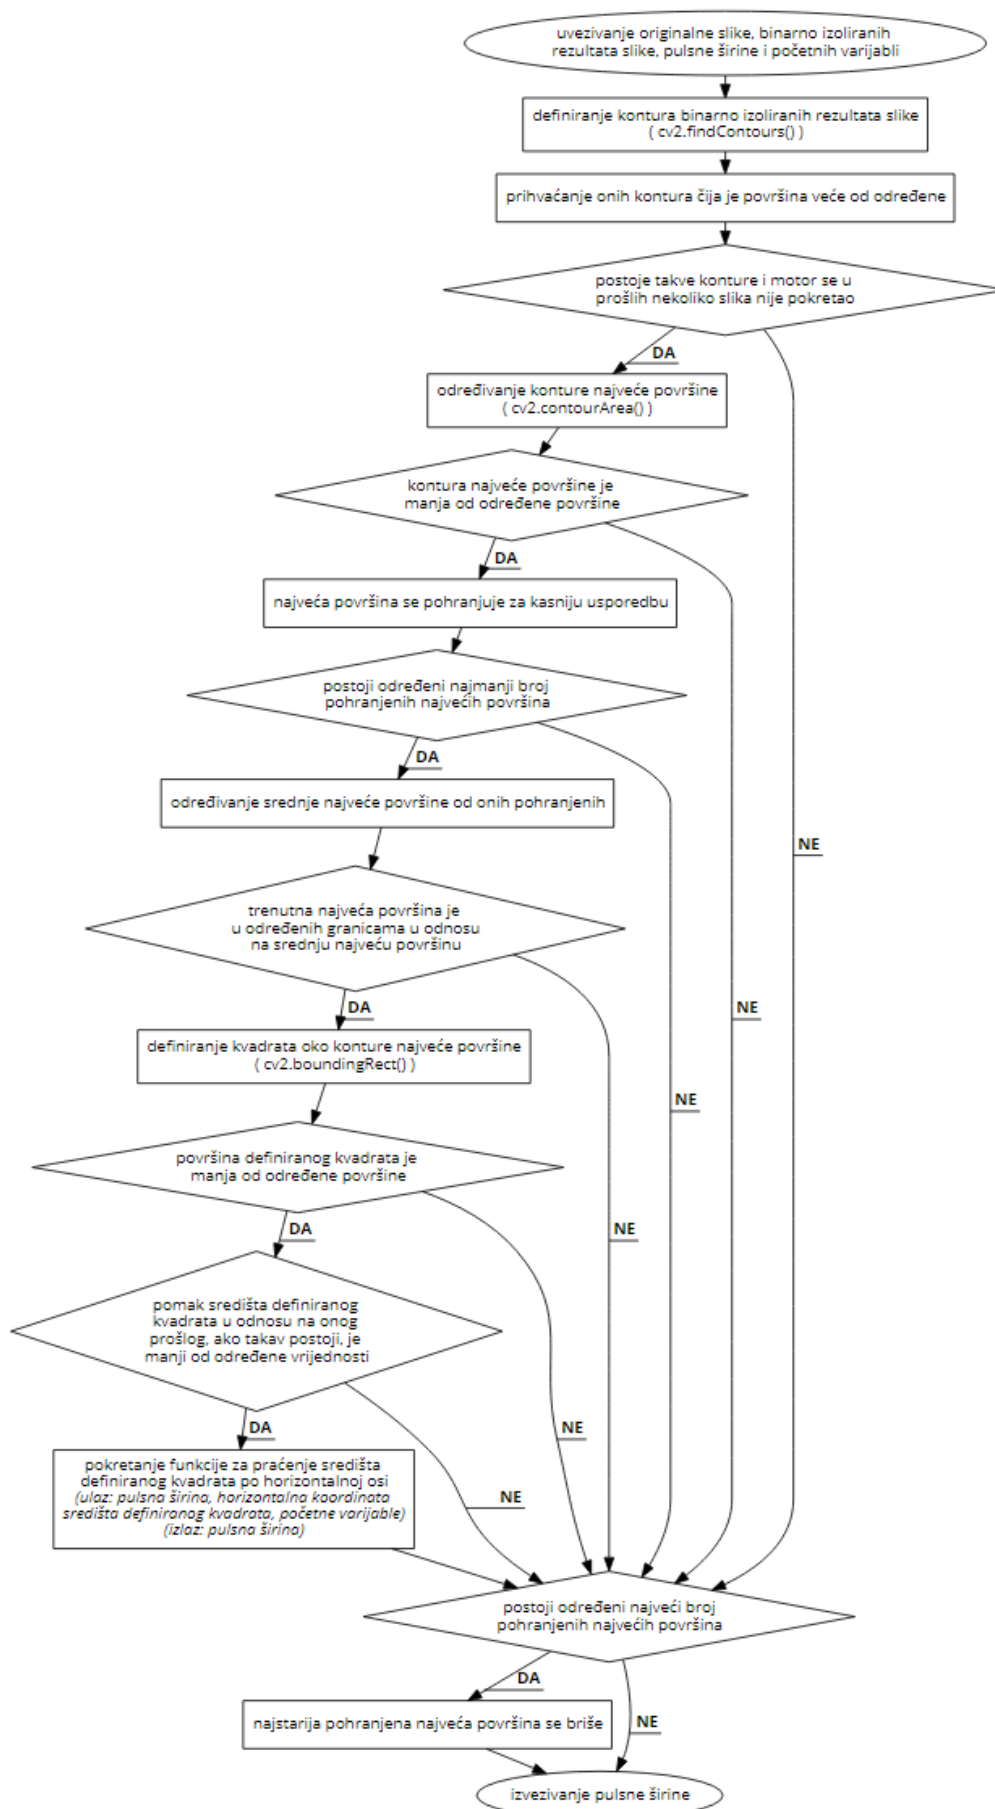 uvezivanje originalne slike, binarno izoliranih
rezultata slike, pulsne širine i početnih varijabli
definiranje kontura binarno izoliranih rezultata slike
( cv2.findContours() )
prihvaćanje onih kontura čija je površina veće od određene
postoje takve konture i motor se u
prošlih nekoliko slika nije pokretao
DA
određivanje konture najveće površine
( cv2.contourArea() )
kontura najveće površine je
manja od određene površine
DA
najveća površina se pohranjuje za kasniju usporedbu
postoji određeni najmanji broj
pohranjenih najvećih površina
DA
određivanje srednje najveće površine od onih pohranjenih
NE
trenutna najveća površina je
u određenih granicama u odnosu
na srednju najveću površinu
DA
NE
definiranje kvadrata oko konture najveće površine
( cv2.boundingRect() )
NE
površina definiranog kvadrata je
manja od određene površine
DA
NE
pomak središta definiranog
kvadrata u odnosu na onog
prošlog, ako takav postoji, je
manji od određene vrijednosti
DA
NE
pokretanje funkcije za praćenje središta
definiranog kvadrata po horizontalnoj osi
(ulaz: pulsna širina, horizontalna koordinata
središta definiranog kvadrata, početne varijable)
(izlaz: pulsna širina)
NE
postoji određeni najveći broj
pohranjenih najvećih površina
DA
najstarija pohranjena najveća površina se briše
NE
izvezivanje pulsne širine